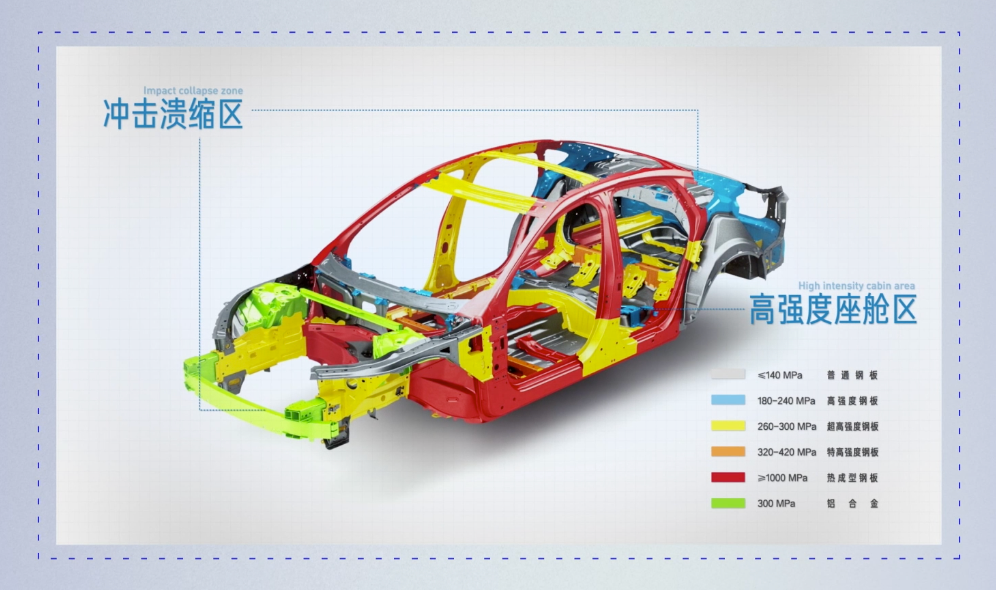 Impact collapse zone
冲击溃缩区
High intensity cabin area
高强度座舱区
≤140 MPa 普通钢板
180-240 MPa 高强度钢板
260-300 MPa 超高强度钢板
320-420 MPa 特高强度钢板
≥1000 MPa 热成型钢板
300 MPa 铝合金